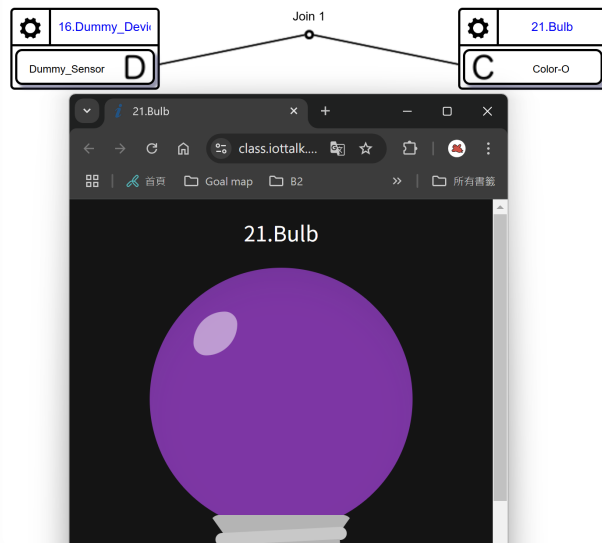 Join 1
16.Dummy_Devi
21.Bulb
Dummy_Sensor D
C Color-O
21.Bulb
class.iottalk....
首頁 Goal map B2 » 所有書籤
21.Bulb